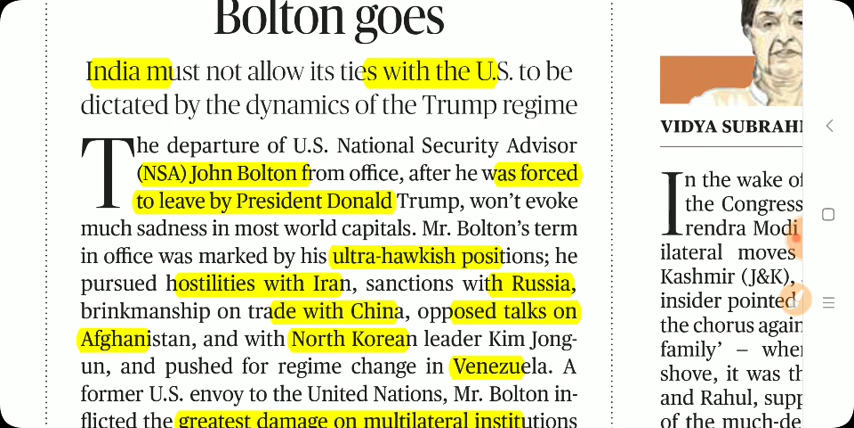 Bolton goes
India must not allow its ties with the U.S. to be
dictated by the dynamics of the Trump regime
The departure of U.S. National Security Advisor
(NSA) John Bolton from office, after he was forced
to leave by President Donald Trump, won't evoke
much sadness in most world capitals. Mr. Bolton's term
in office was marked by his ultra-hawkish positions; he
pursued hostilities with Iran, sanctions with Russia,
brinkmanship on trade with China, opposed talks on
Afghanistan, and with North Korean leader Kim Jong-
un, and pushed for regime change in Venezuela. A
former U.S. envoy to the United Nations, Mr. Bolton in-
flicted the greatest damage on multilateral institutions
VIDYA SUBRAH
In the wake of
the Congress
rendra Modi
ilateral moves
Kashmir (J&K),
insider pointed
the chorus again
family' – when
shove, it was th
and Rahul, supp
of the much-de